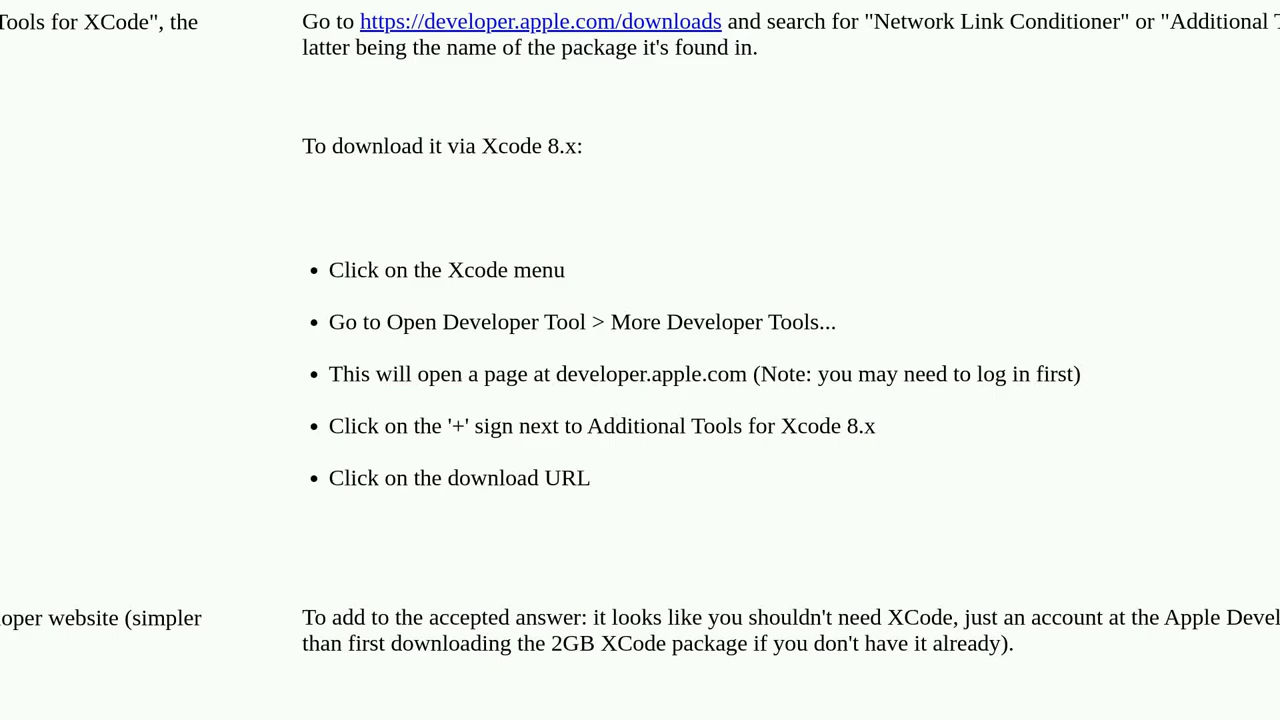 Tools for XCode", the
Go to https://developer.apple.com/downloads and search for "Network Link Conditioner" or "Additional
latter being the name of the package it's found in.
To download it via Xcode 8.x:
• Click on the Xcode menu
• Go to Open Developer Tool > More Developer Tools...
• This will open a page at developer.apple.com (Note: you may need to log in first)
• Click on the '+' sign next to Additional Tools for Xcode 8.x
• Click on the download URL
website (simpler
To add to the accepted answer: it looks like you shouldn't need XCode, just an account at the Apple
than first downloading the 2GB XCode package if you don't have it already).